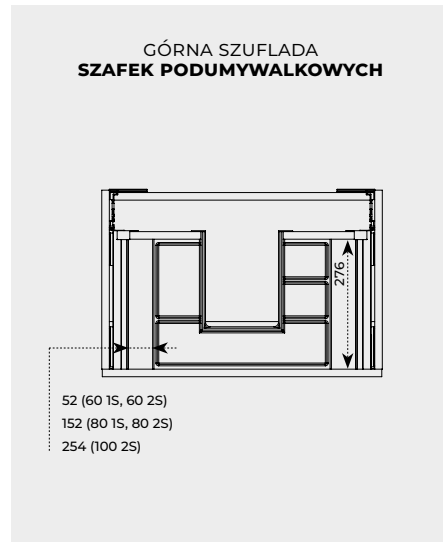 GÓRNA SZUFLADA
SZAFEK PODUMYWALKOWYCH
276
52 (60 1S, 60 2S)
152 (80 1S, 80 2S)
254 (100 2S)